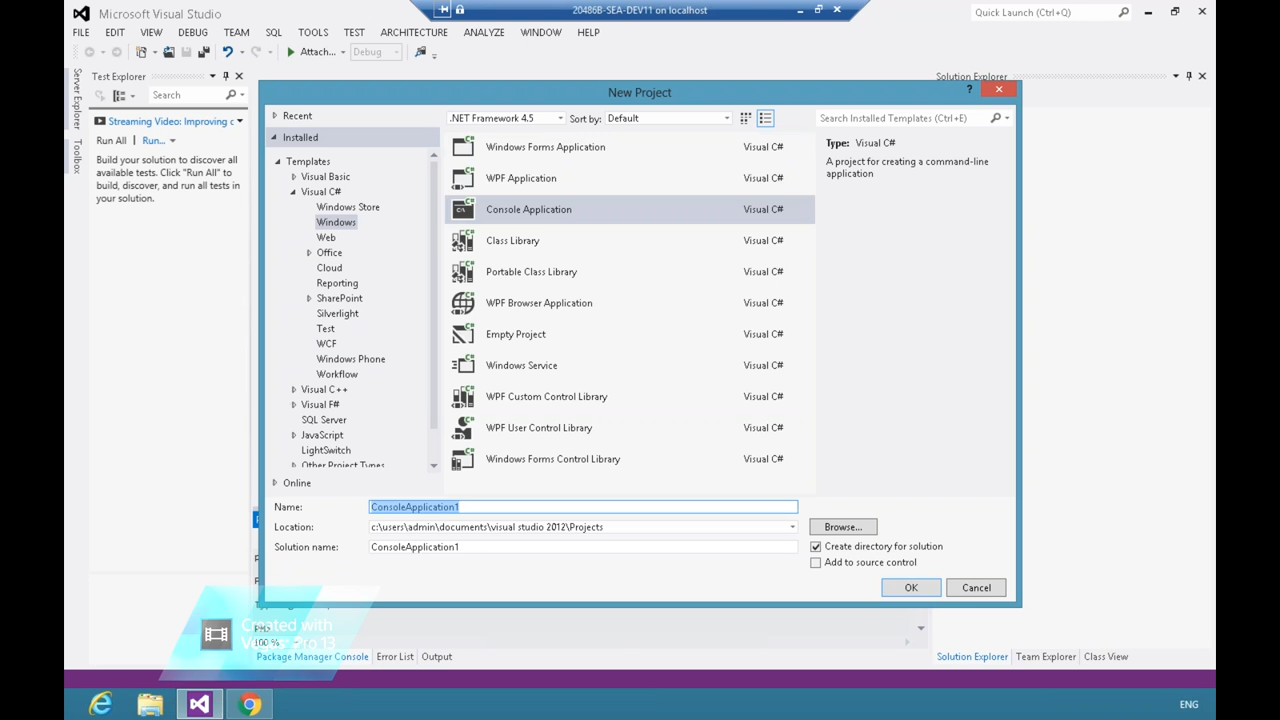 Microsoft Visual Studio
20486B-SEA-DEV11 on localhost
Quick Launch (Ctrl+Q)
FILE EDIT VIEW DEBUG TEAM SQL TOOLS TEST ARCHITECTURE ANALYZE WINDOW HELP
Attach... Debug
Server Explorer
Toolbox
Test Explorer
Search
Streaming Video: Improving c
Run All Run...
Build your solution to discover all
available tests. Click "Run All" to
build, discover, and run all tests in
your solution.
Solution Explorer
New Project
?
Recent
Installed
Templates
Visual Basic
Visual C#
Windows Store
Windows
Web
Office
Cloud
Reporting
SharePoint
Silverlight
Test
WCF
Windows Phone
Workflow
Visual C++
Visual F#
SQL Server
JavaScript
LightSwitch
Other Project Types
Online
.NET Framework 4.5 Sort by: Default
Windows Forms Application Visual C#
WPF Application Visual C#
Console Application Visual C#
Class Library Visual C#
Portable Class Library Visual C#
WPF Browser Application Visual C#
Empty Project Visual C#
Windows Service Visual C#
WPF Custom Control Library Visual C#
WPF User Control Library Visual C#
Windows Forms Control Library Visual C#
Search Installed Templates (Ctrl+E)
Type: Visual C#
A project for creating a command-line
application
Name: ConsoleApplication1
Location: c:\users\admin\documents\visual studio 2012\Projects
Browse...
Solution name: ConsoleApplication1
Create directory for solution
Add to source control
OK Cancel
Created with
Vegas Pro 13
PM>
100 %
Package Manager Console Error List Output
Solution Explorer Team Explorer Class View
ENG